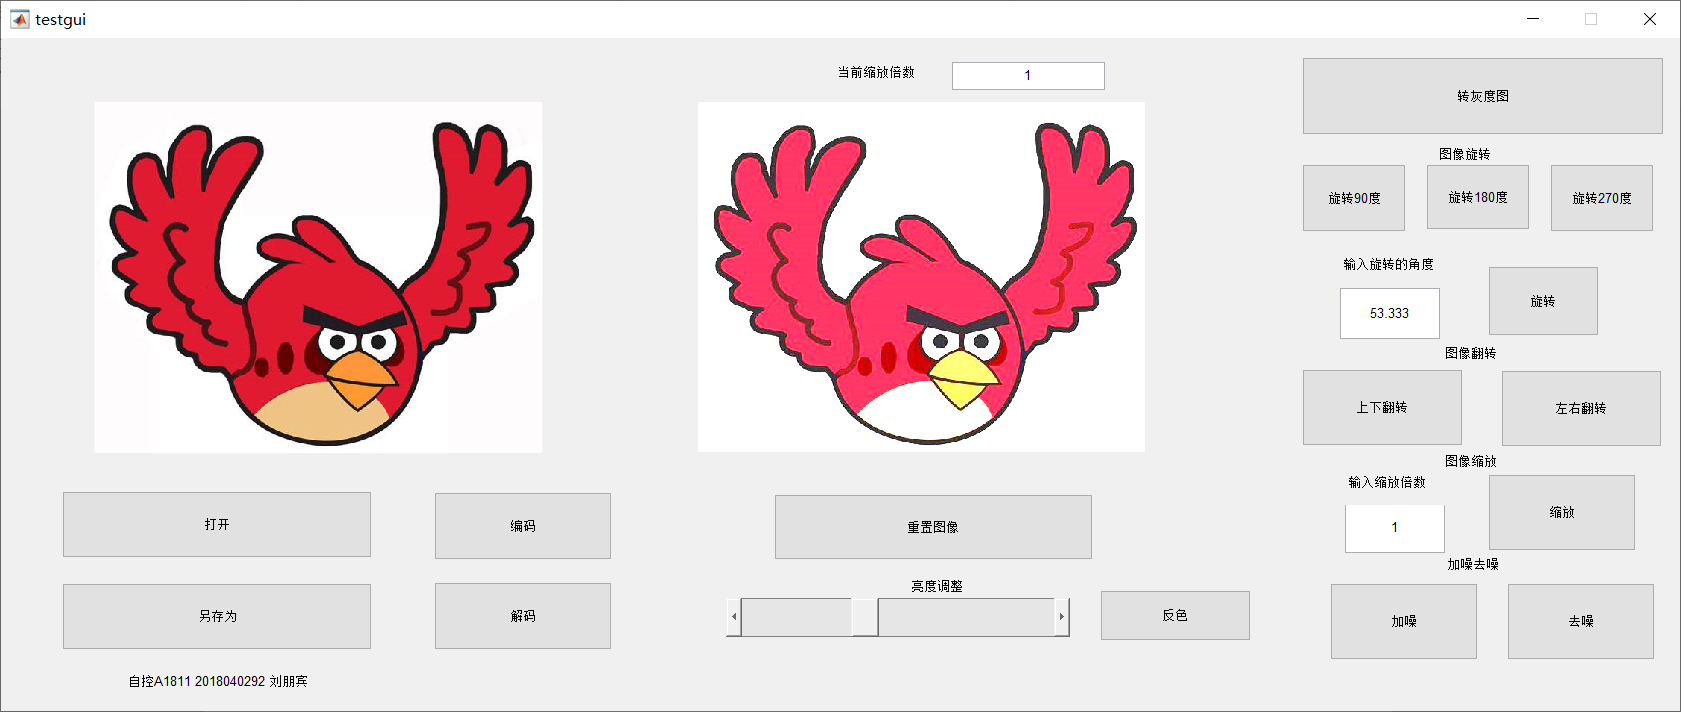 testgui
当前缩放倍数
1
转灰度图
图像旋转
旋转90度
旋转180度
旋转270度
输入旋转的角度
53.333
旋转
图像翻转
上下翻转
左右翻转
图像缩放
输入缩放倍数
1
缩放
加噪去噪
加噪
去噪
打开
编码
重置图像
另存为
解码
亮度调整
反色
自控A1811 2018040292 刘朋宾